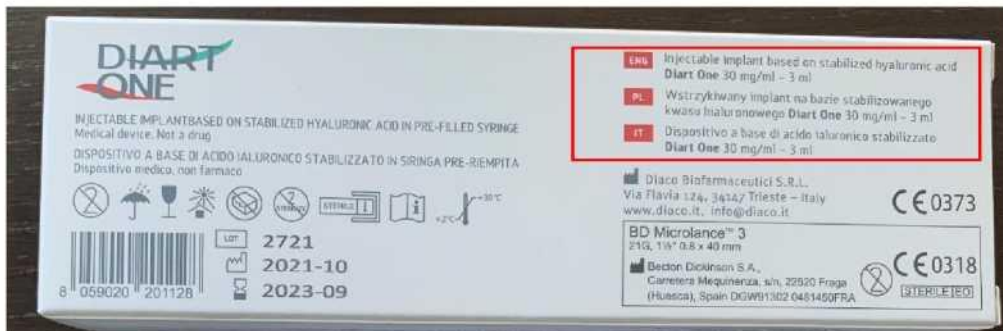 DIART
ONE
INJECTABLE IMPLANTBASED ON STABILIZED HYALURONIC ACID IN PRE-FILLED SYRINGE
Medical device. Not a drug
DISPOSITIVO A BASE DI ACIDO IALURONICO STABILIZZATO IN SIRINGA PRE-RIEMPITA
Dispositivo medico, non farmaco
+2°C
+30°C
LOT 2721
2021-10
2023-09
8 059020 201128
ENG Injectable implant based on stabilized hyaluronic acid
Diart One 30 mg/ml - 3 ml
PL Wstrzykiwany implant na bazie stabilizowanego
kwasu hialuronowego Diart One 30 mg/ml - 3 ml
IT Dispositivo a base di acido ialuronico stabilizzato
Diart One 30 mg/ml - 3 ml
Diaco Biofarmaceutici S.R.L.
Via Flavia 124, 34147 Trieste - Italy
www.diaco.it, info@diaco.it
CE 0373
BD Microlance™ 3
21G, 1½" 0.8 x 40 mm
Becton Dickinson S.A.,
Carretera Mequinenza, s/n, 22520 Fraga
(Huesca), Spain DGW91302 0481450FRA
CE 0318
STERILE EO